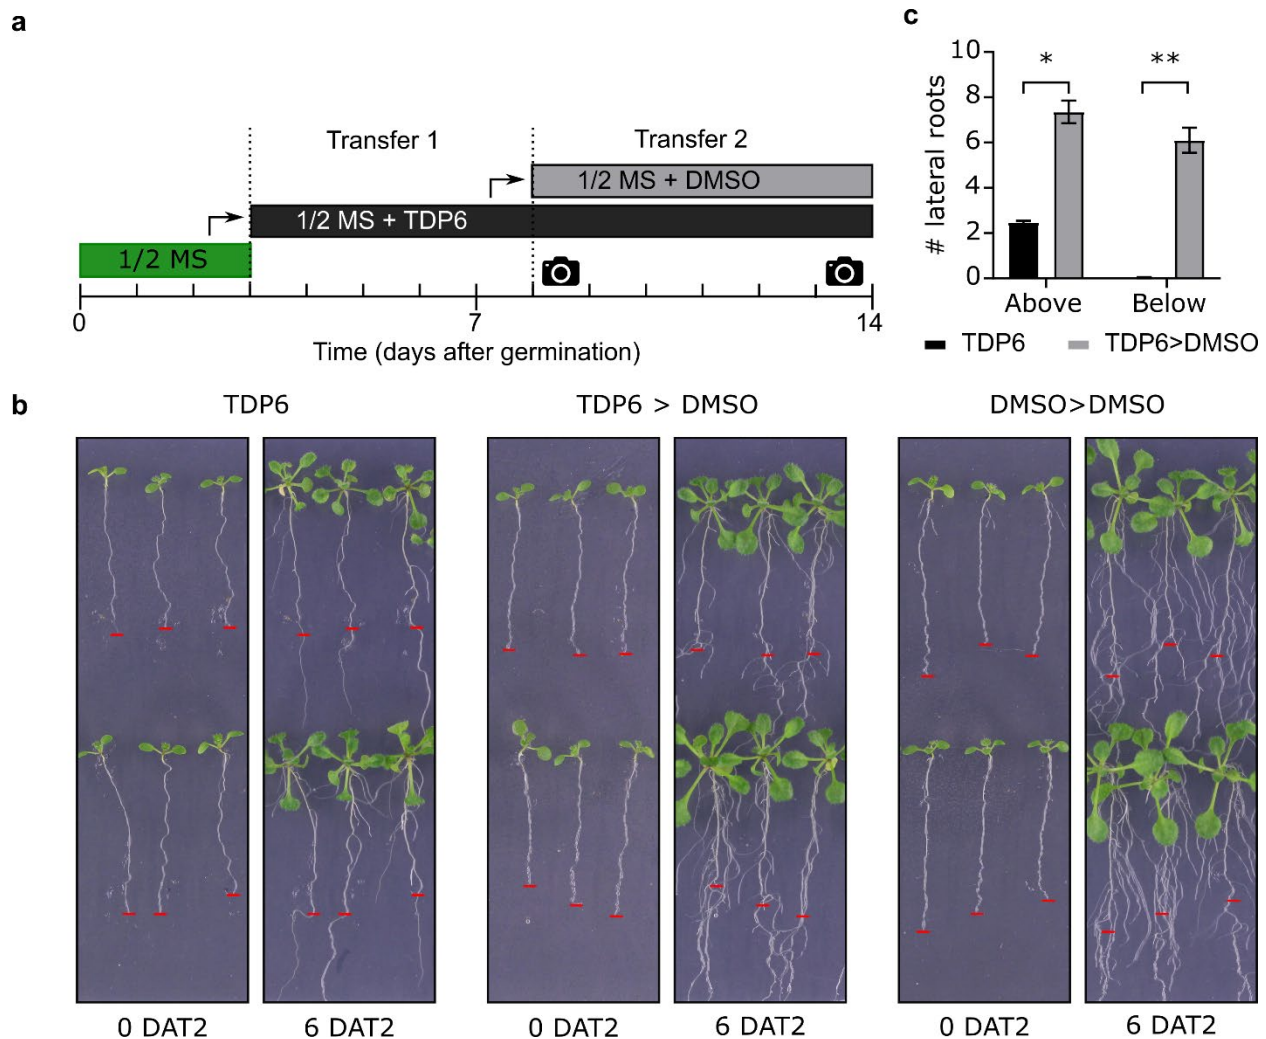 a
Transfer 1
Transfer 2
1/2 MS + DMSO
1/2 MS + TDP6
1/2 MS
0
7
14
Time (days after germination)
c
# lateral roots
10
8
6
4
2
0
*
**
Above
Below
TDP6
TDP6>DMSO
b
TDP6
TDP6 > DMSO
DMSO>DMSO
0 DAT2
6 DAT2
0 DAT2
6 DAT2
0 DAT2
6 DAT2